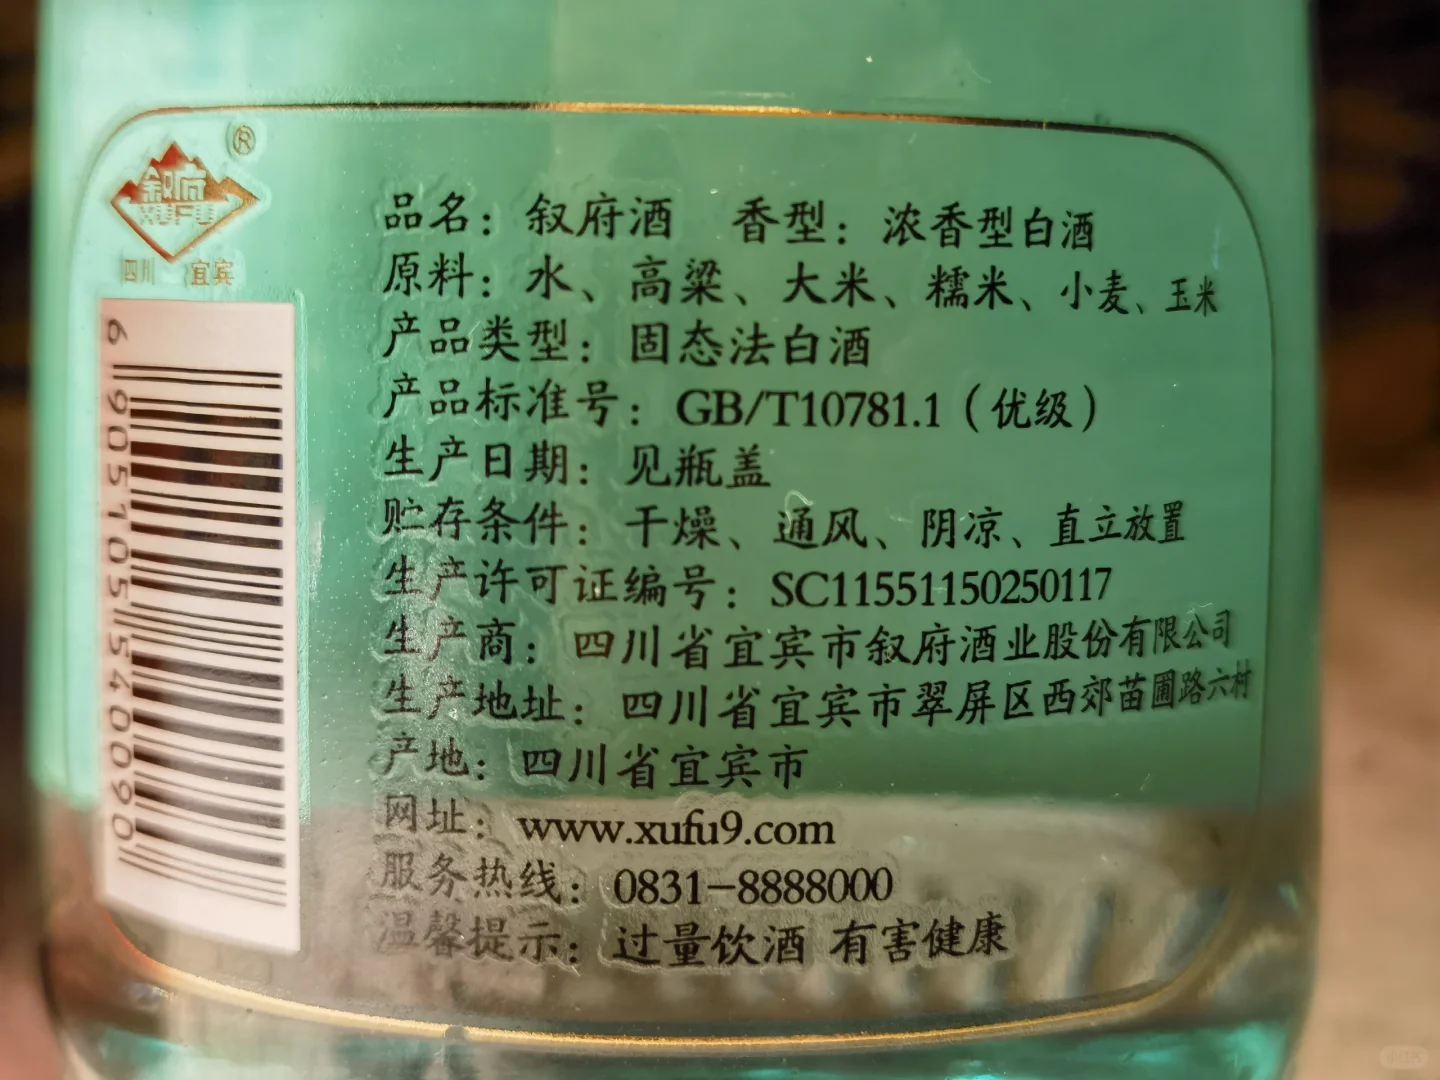 叙府
XUFU
®
四川 宜宾
品名：叙府酒 香型：浓香型白酒
原料：水、高粱、大米、糯米、小麦、玉米
产品类型：固态法白酒
产品标准号：GB/T10781.1（优级）
生产日期：见瓶盖
贮存条件：干燥、通风、阴凉、直立放置
生产许可证编号：SC11551150250117
生产商：四川省宜宾市叙府酒业股份有限公司
生产地址：四川省宜宾市翠屏区西郊苗圃路六村
产地：四川省宜宾市
网址：www.xufu9.com
服务热线：0831-8888000
温馨提示：过量饮酒 有害健康
6 905105 540090